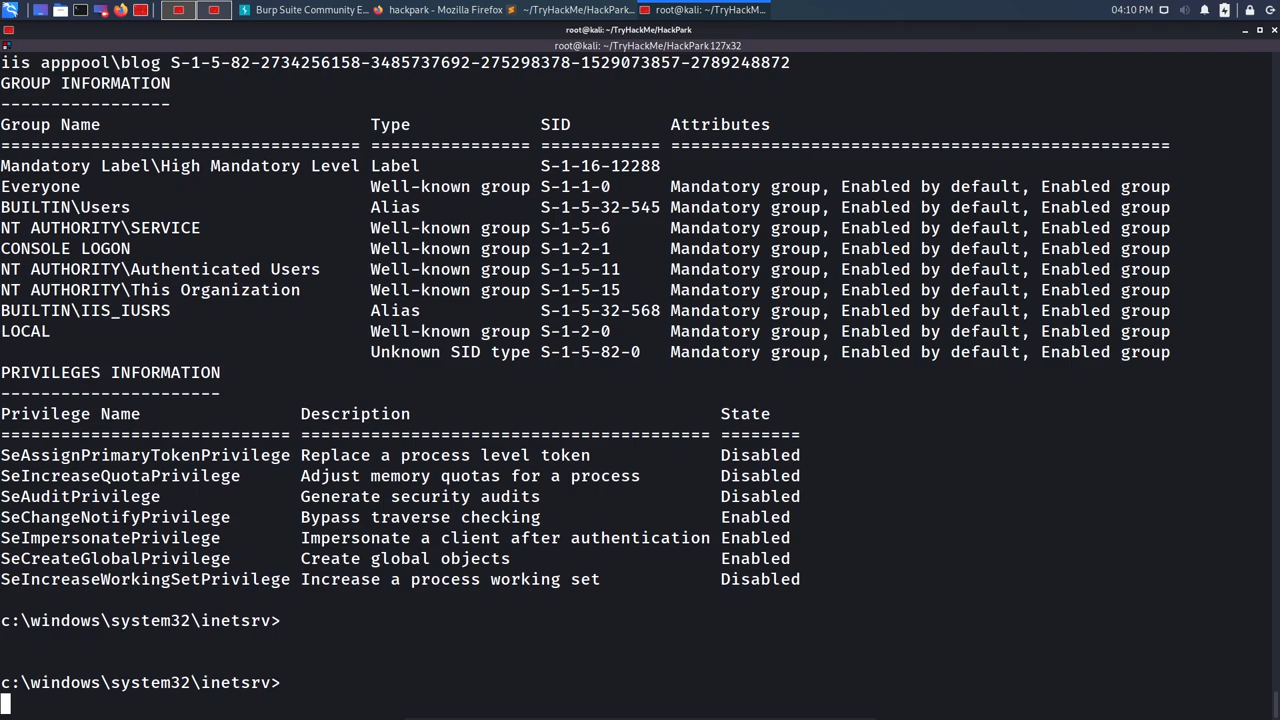 Burp Suite Community E... hackpark - Mozilla Firefox ~/TryHackMe/HackPark... root@kali: ~/TryHackM... 04:10 PM
root@kali: ~/TryHackMe/HackPark
root@kali: ~/TryHackMe/HackPark 127x32
iis apppool\blog S-1-5-82-2734256158-3485737692-275298378-1529073857-2789248872
GROUP INFORMATION
-----------------
Group Name Type SID Attributes
==================================== ================ ============ ==================================================
Mandatory Label\High Mandatory Level Label S-1-16-12288
Everyone Well-known group S-1-1-0 Mandatory group, Enabled by default, Enabled group
BUILTIN\Users Alias S-1-5-32-545 Mandatory group, Enabled by default, Enabled group
NT AUTHORITY\SERVICE Well-known group S-1-5-6 Mandatory group, Enabled by default, Enabled group
CONSOLE LOGON Well-known group S-1-2-1 Mandatory group, Enabled by default, Enabled group
NT AUTHORITY\Authenticated Users Well-known group S-1-5-11 Mandatory group, Enabled by default, Enabled group
NT AUTHORITY\This Organization Well-known group S-1-5-15 Mandatory group, Enabled by default, Enabled group
BUILTIN\IIS_IUSRS Alias S-1-5-32-568 Mandatory group, Enabled by default, Enabled group
LOCAL Well-known group S-1-2-0 Mandatory group, Enabled by default, Enabled group
Unknown SID type S-1-5-82-0 Mandatory group, Enabled by default, Enabled group
PRIVILEGES INFORMATION
----------------------
Privilege Name Description State
============================= ========================================= ========
SeAssignPrimaryTokenPrivilege Replace a process level token Disabled
SeIncreaseQuotaPrivilege Adjust memory quotas for a process Disabled
SeAuditPrivilege Generate security audits Disabled
SeChangeNotifyPrivilege Bypass traverse checking Enabled
SeImpersonatePrivilege Impersonate a client after authentication Enabled
SeCreateGlobalPrivilege Create global objects Enabled
SeIncreaseWorkingSetPrivilege Increase a process working set Disabled
c:\windows\system32\inetsrv>
c:\windows\system32\inetsrv>